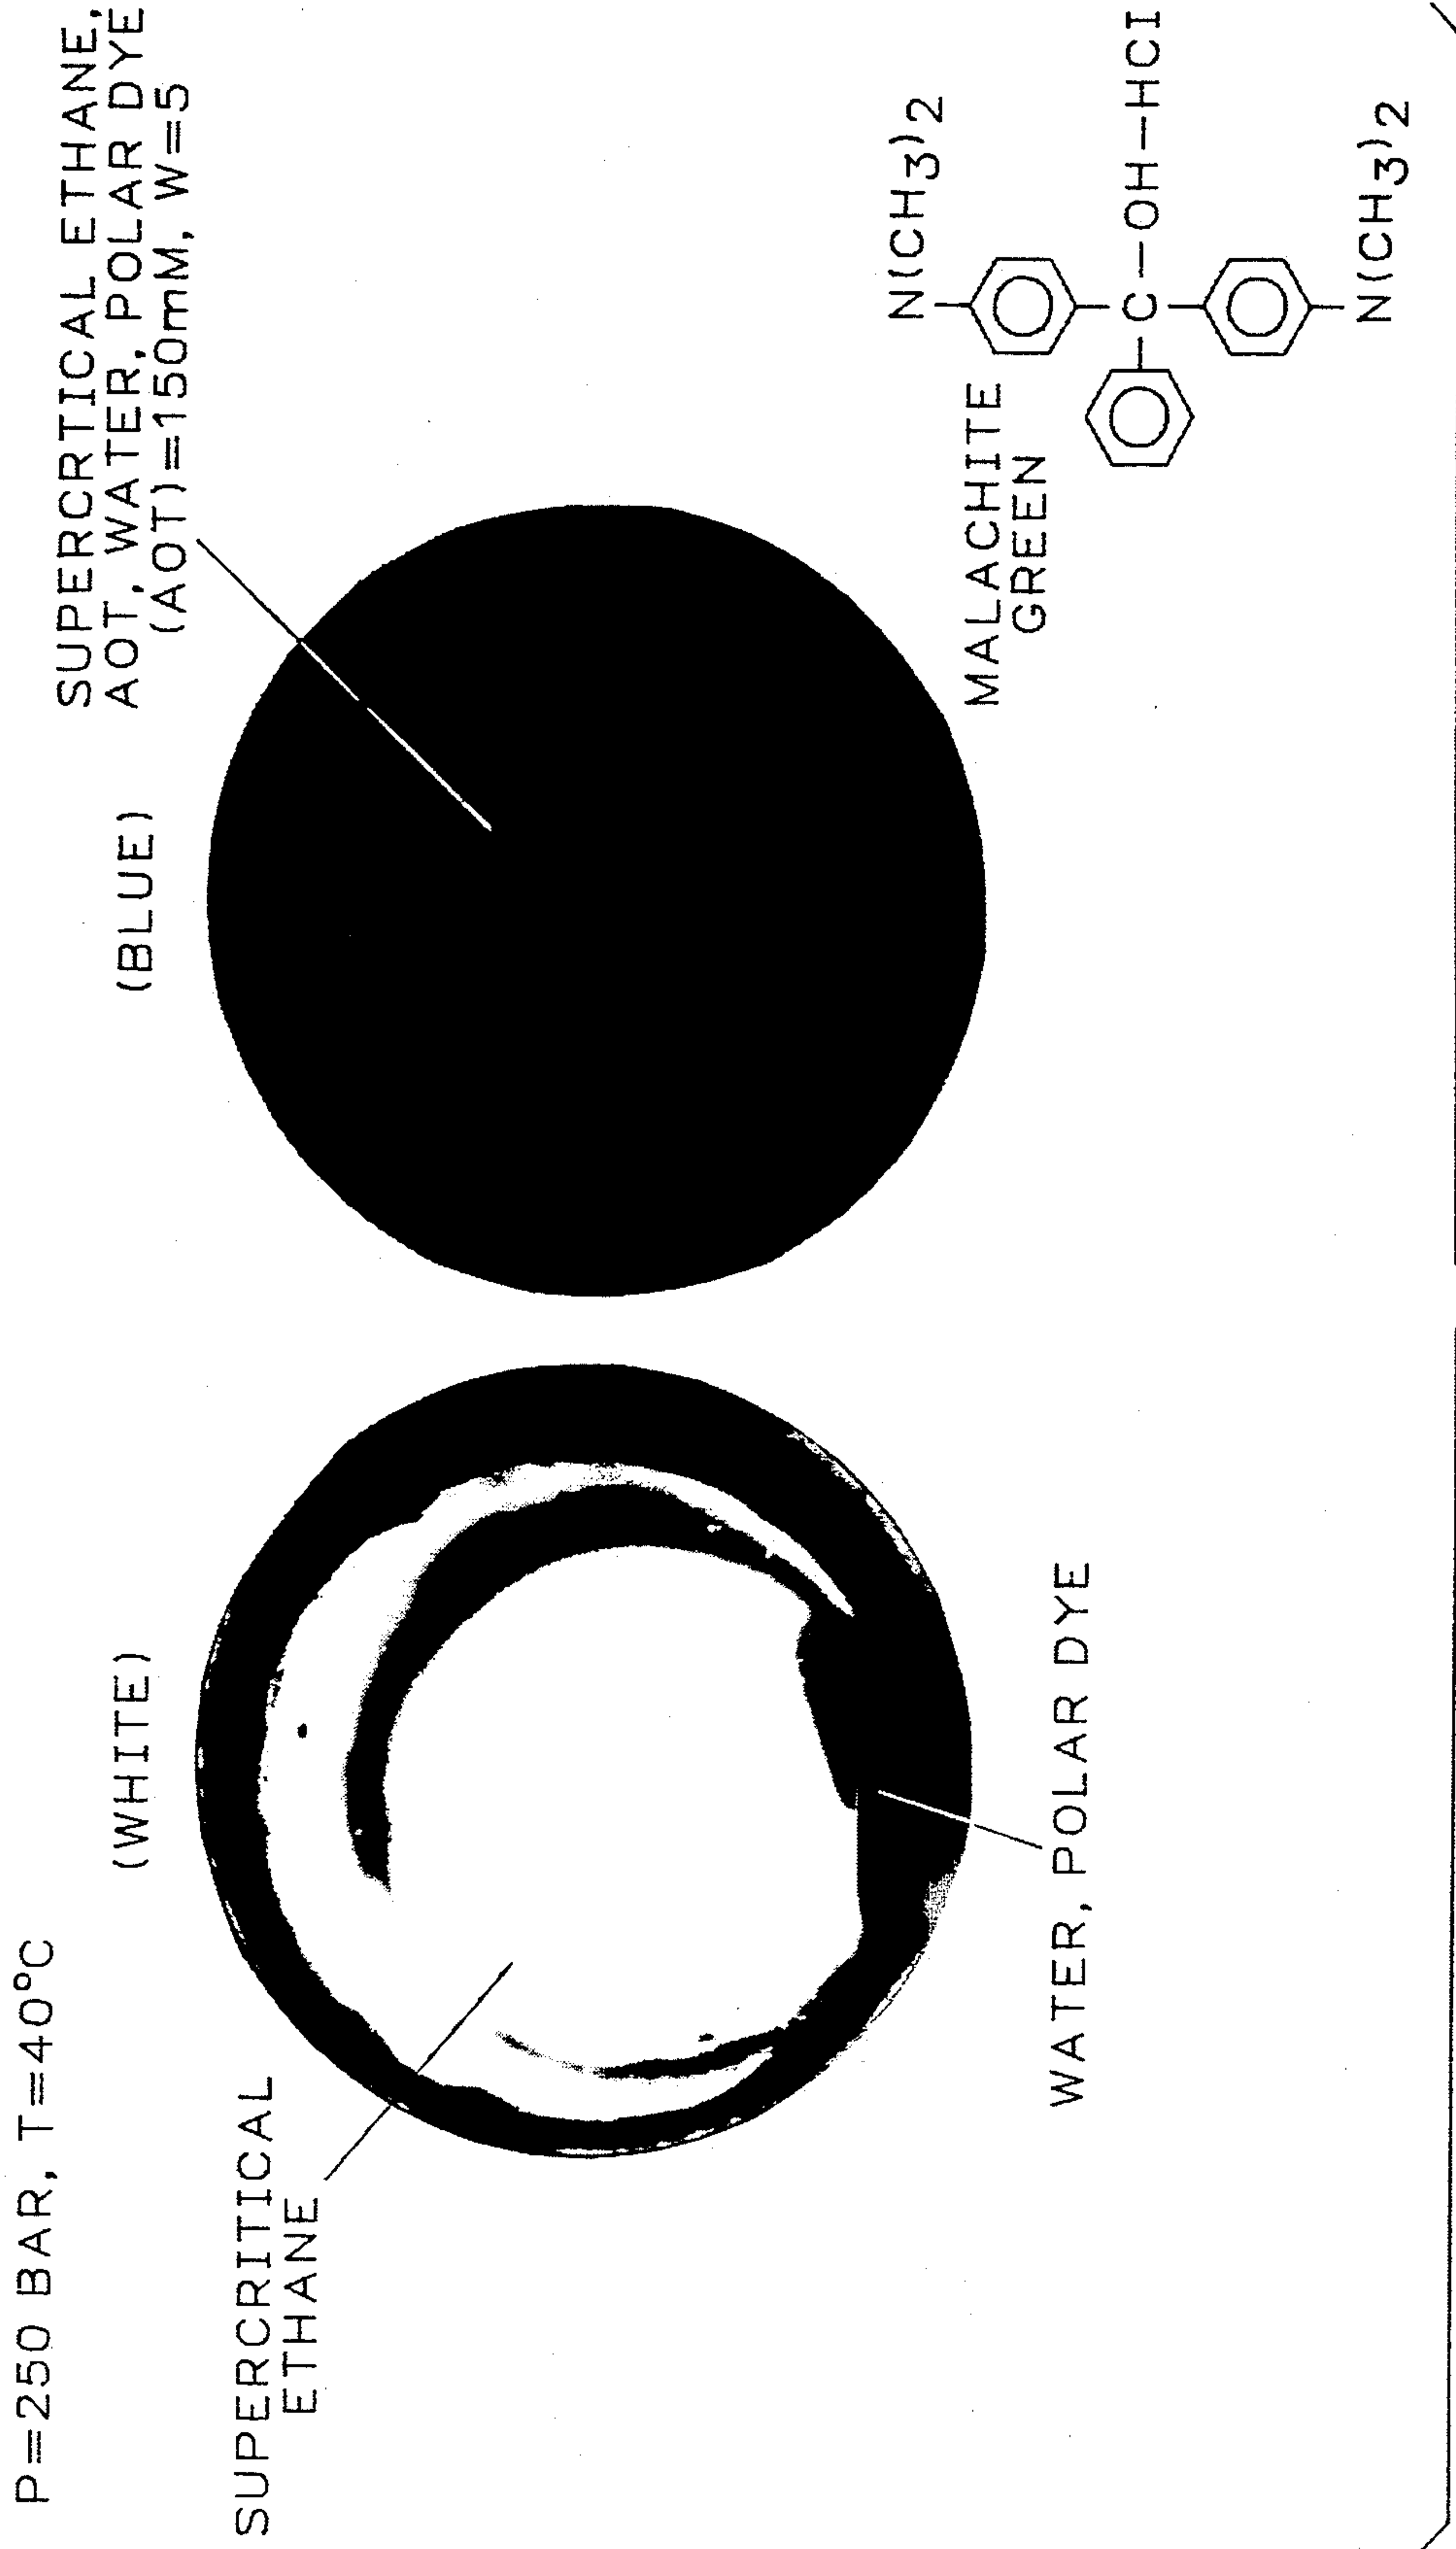 P=250 BAR, T=40°C
(WHITE)
(BLUE)
SUPERCRTICAL ETHANE,
AOT, WATER, POLAR DYE
(AOT)=150mM, W=5
SUPERCRITICAL
ETHANE
WATER, POLAR DYE
MALACHITE
GREEN
N(CH3)2
C—OH—HCl
N(CH3)2